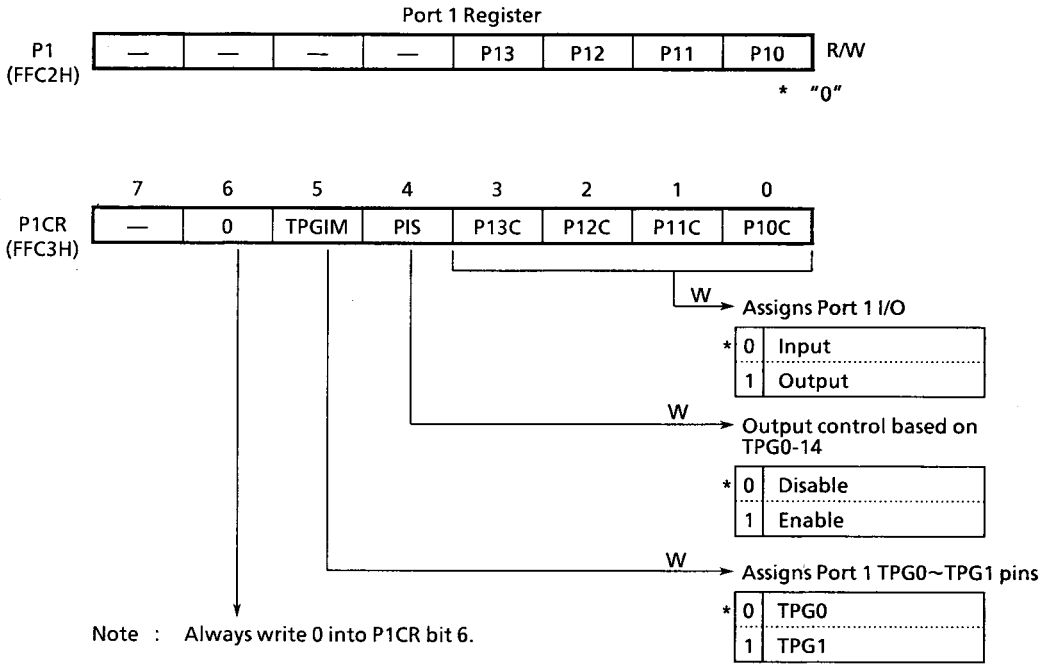 Port 1 Register
P1 — — — — P13 P12 P11 P10 R/W
(FFC2H)
* "0"
7 6 5 4 3 2 1 0
P1CR — 0 TPGIM PIS P13C P12C P11C P10C
(FFC3H)
W Assigns Port 1 I/O
* 0 Input
1 Output
W Output control based on
TPG0-14
* 0 Disable
1 Enable
W Assigns Port 1 TPG0~TPG1 pins
* 0 TPG0
1 TPG1
Note : Always write 0 into P1CR bit 6.